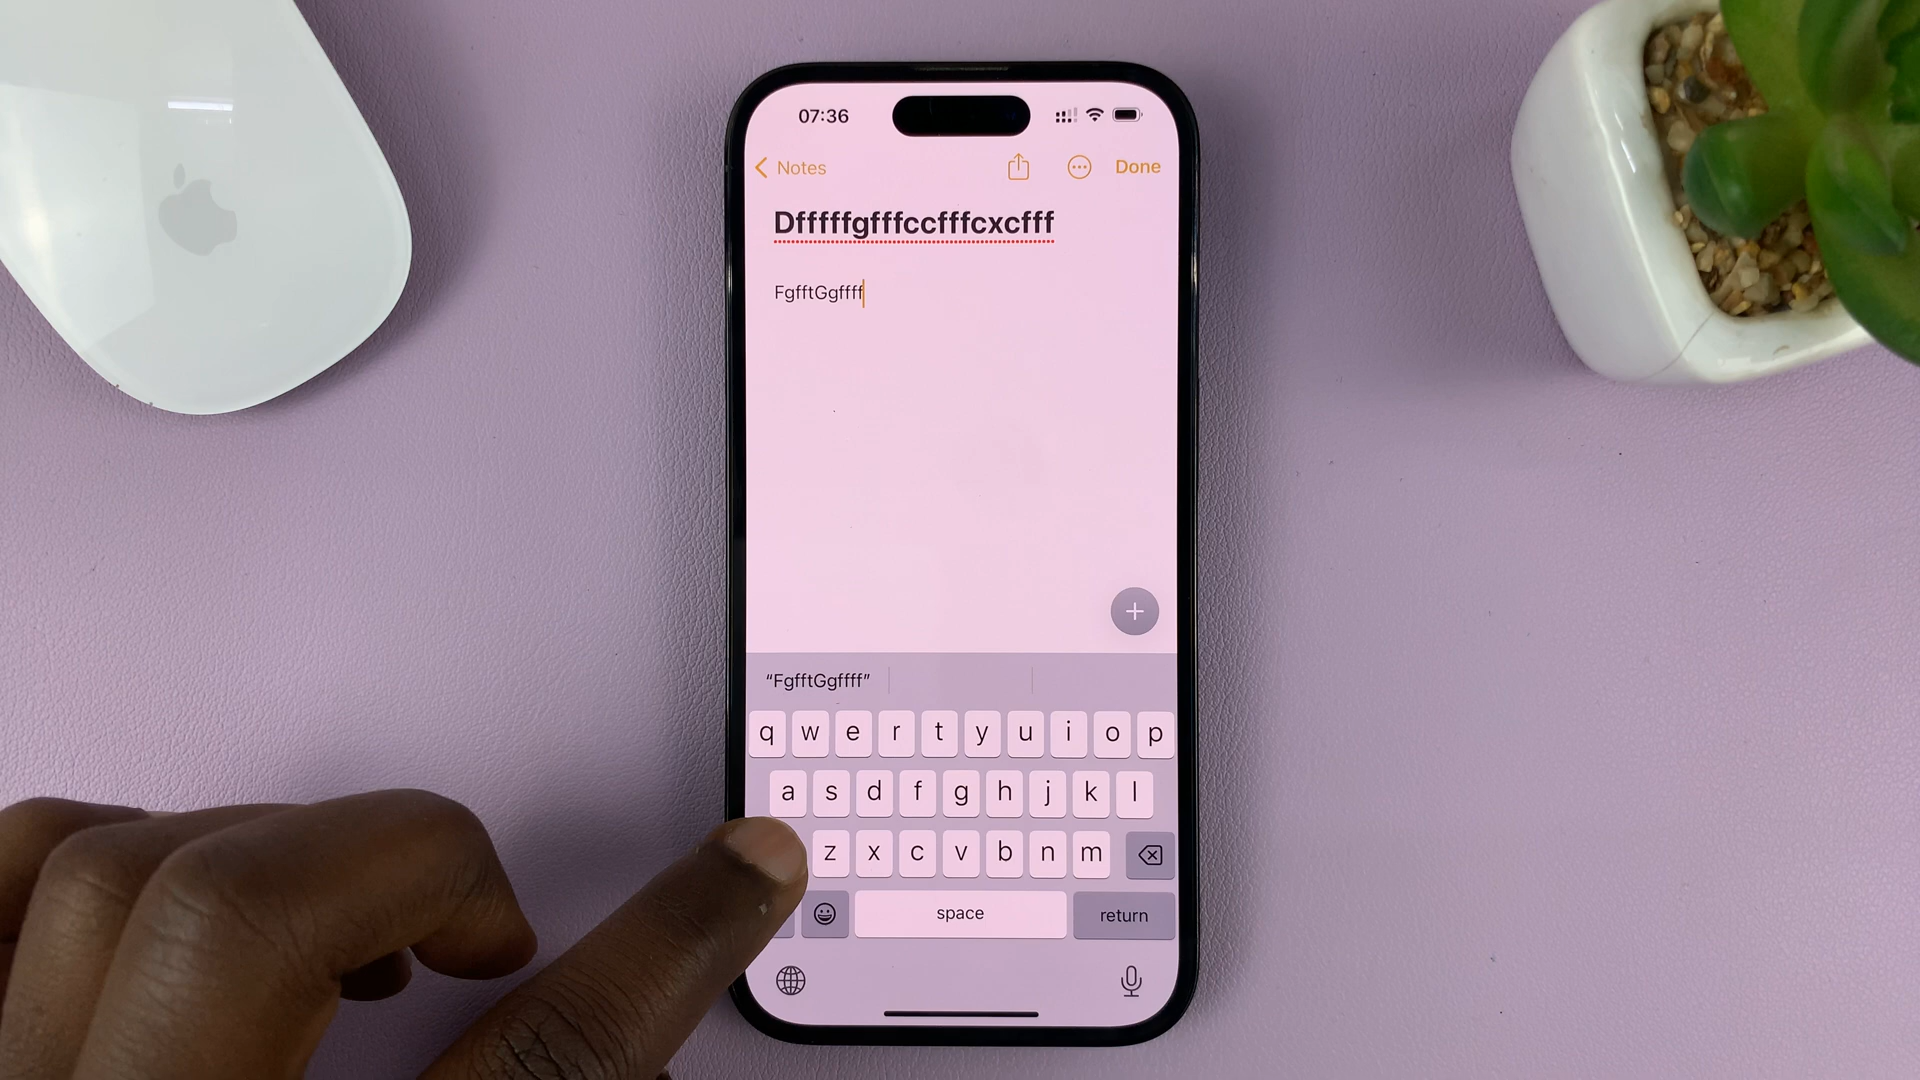 07:36
Notes
Done
Dfffffgfffccfffcxcfff
FgfftGgffff
“FgfftGgffff”
q w e r t y u i o p
a s d f g h j k l
z x c v b n m
space
return